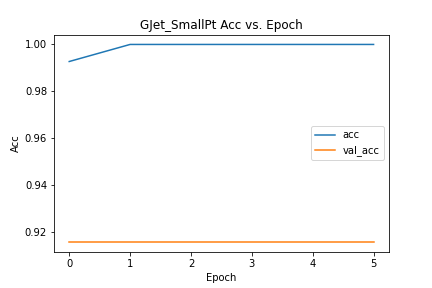 GJet_SmallPt Acc vs. Epoch
1.00
0.98
0.96
0.94
0.92
Acc
acc
val_acc
0 1 2 3 4 5
Epoch